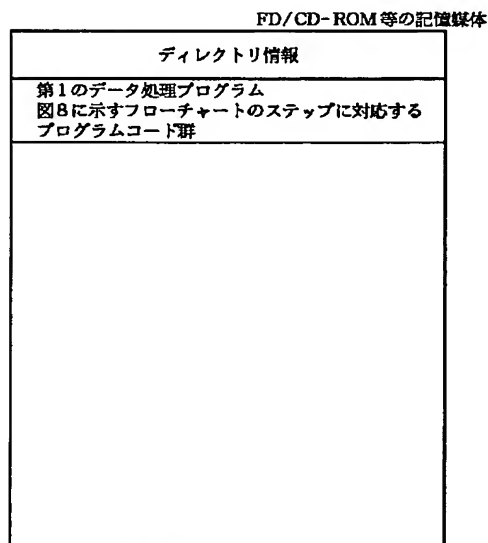 FD/CD-ROM等の記憶媒体
ディレクトリ情報
第1のデータ処理プログラム
図8に示すフローチャートのステップに対応する
プログラムコード群